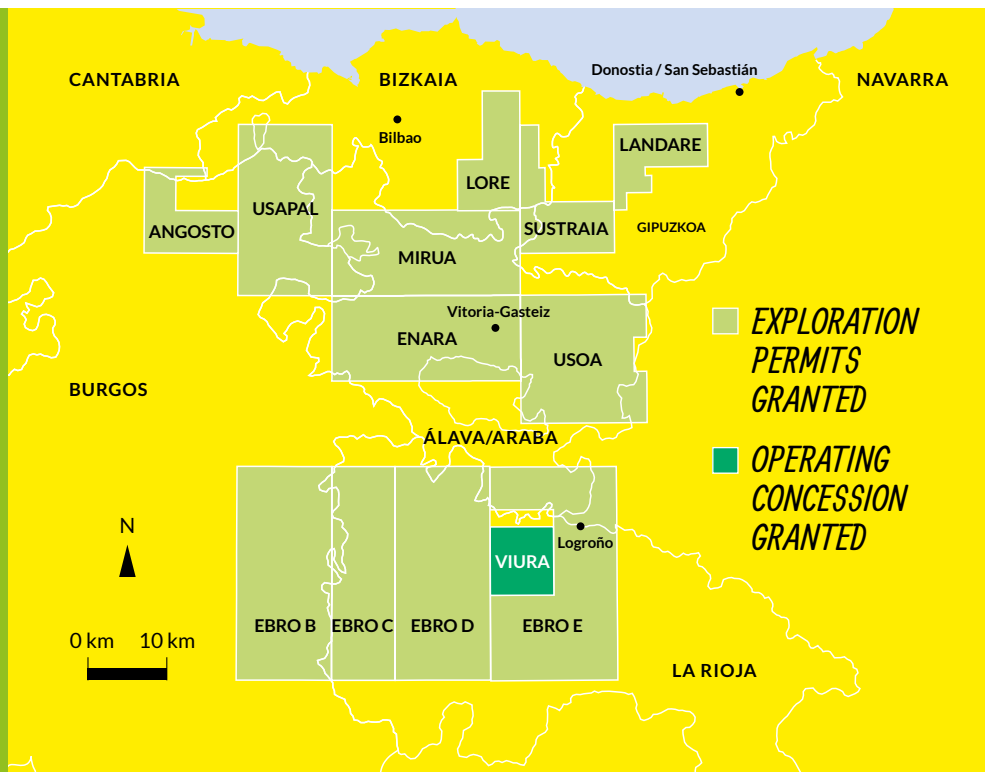 CANTABRIA
BIZKAIA
Donostia / San Sebastián
NAVARRA
Bilbao
LANDARE
LORE
USAPAL
ANGOSTO
SUSTRAIA
GIPUZKOA
MIRUA
Vitoria-Gasteiz
ENARA
USOA
EXPLORATION
PERMITS
GRANTED
BURGOS
ÁLAVA/ARABA
OPERATING
CONCESSION
GRANTED
N
Logroño
VIURA
EBRO B
EBRO C
EBRO D
EBRO E
0 km 10 km
LA RIOJA